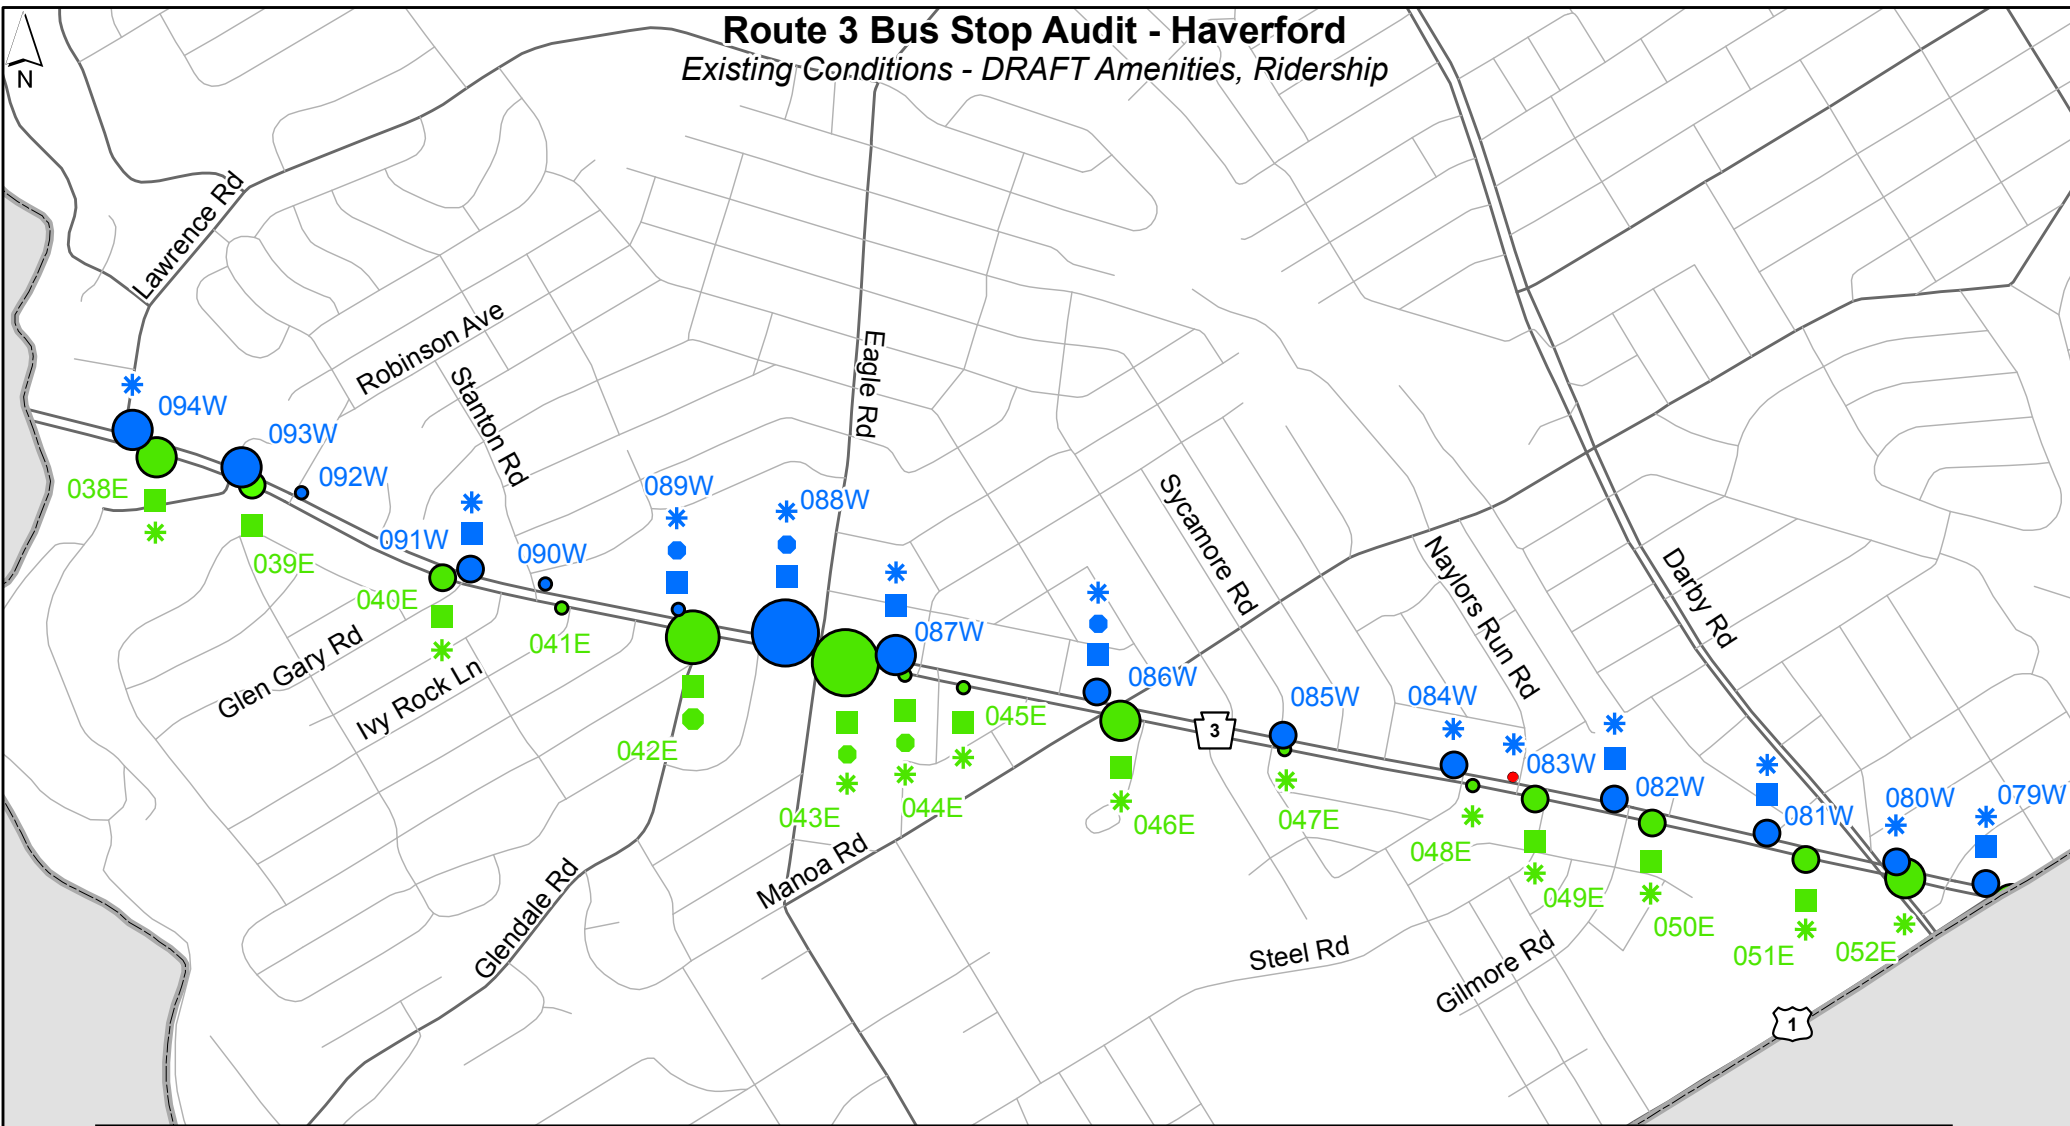 Route 3 Bus Stop Audit - Haverford
Existing Conditions - DRAFT Amenities, Ridership
N
Lawrence Rd
Robinson Ave
Stanton Rd
Eagle Rd
094W
093W
092W
038E
039E
091W
090W
089W
088W
040E
041E
Glen Gary Rd
Ivy Rock Ln
042E
087W
Sycamore Rd
Naylors Run Rd
Darby Rd
086W
045E
044E
043E
Manoa Rd
Glendale Rd
3
085W
084W
083W
082W
081W
080W
079W
046E
047E
048E
049E
050E
051E
052E
Steel Rd
Gilmore Rd
1